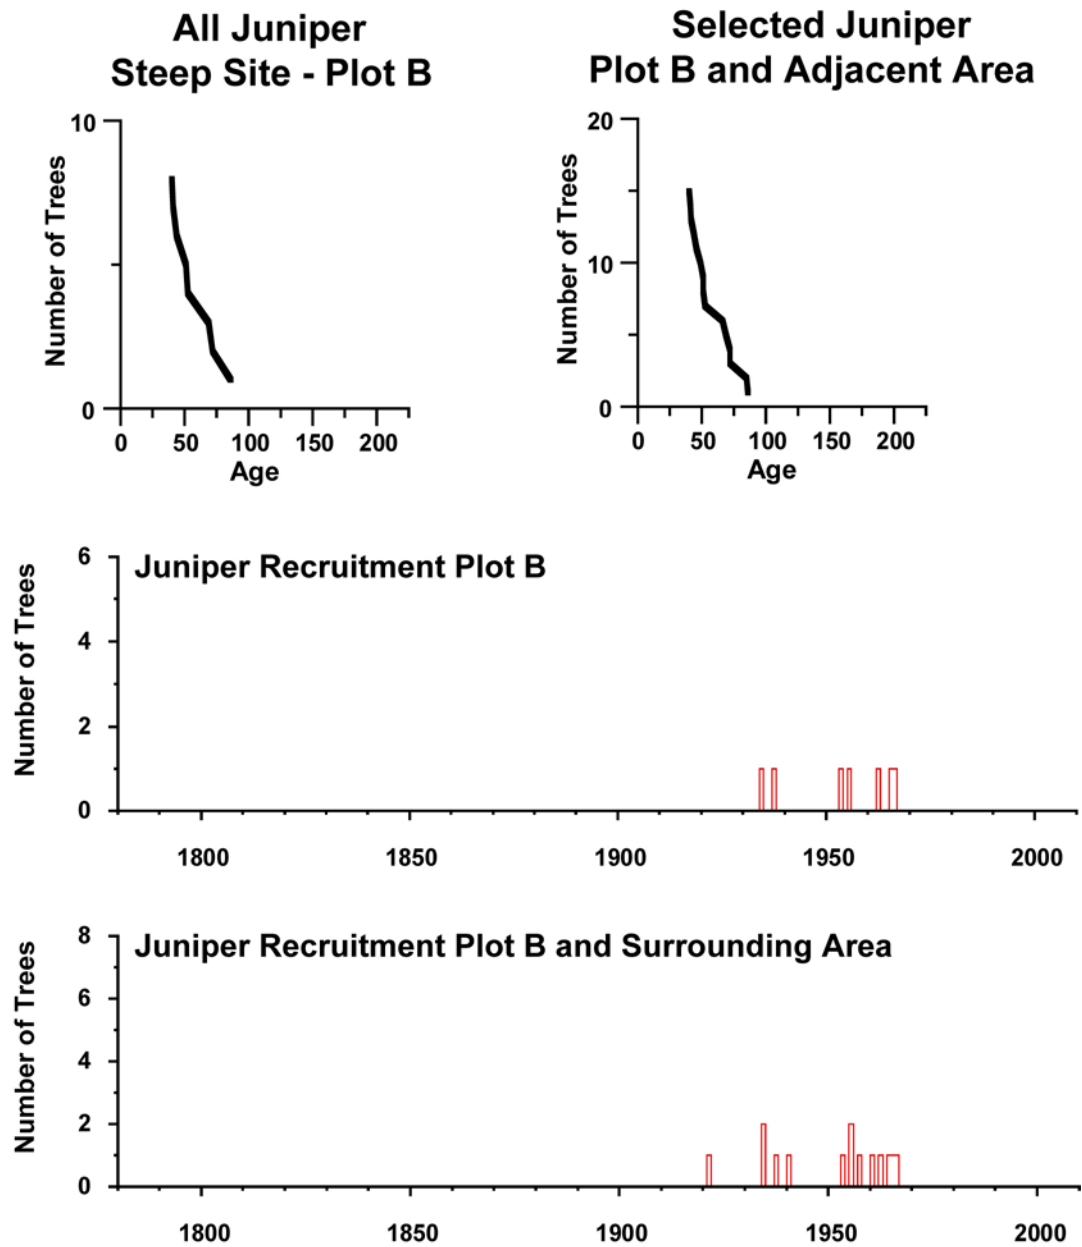 All Juniper
Steep Site - Plot B
10
0
Number of Trees
0 50 100 150 200
Age
Selected Juniper
Plot B and Adjacent Area
20
10
0
Number of Trees
0 50 100 150 200
Age
Juniper Recruitment Plot B
6
4
2
0
Number of Trees
1800 1850 1900 1950 2000
Juniper Recruitment Plot B and Surrounding Area
8
6
4
2
0
Number of Trees
1800 1850 1900 1950 2000